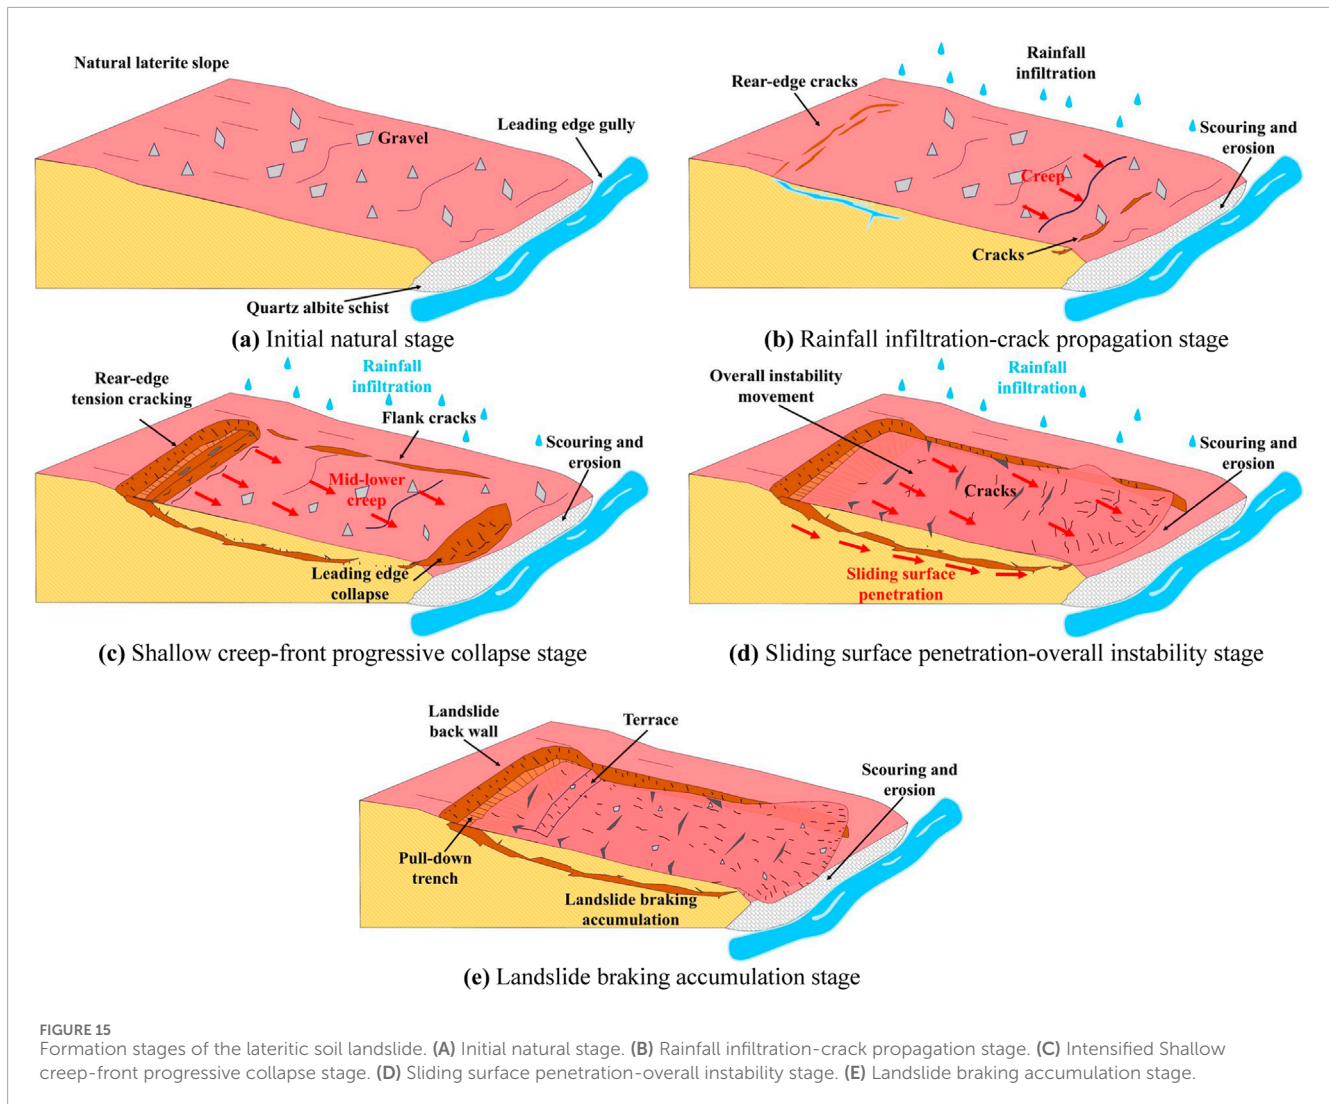 Natural laterite slope
Gravel
Leading edge gully
Quartz albite schist
(a) Initial natural stage
Rainfall
infiltration
Rear-edge cracks
Scouring and
erosion
Creep
Cracks
(b) Rainfall infiltration-crack propagation stage
Rear-edge
tension cracking
Rainfall
infiltration
Flank cracks
Scouring and
erosion
Mid-lower
creep
Leading edge
collapse
(c) Shallow creep-front progressive collapse stage
Overall instability
movement
Rainfall
infiltration
Scouring and
erosion
Cracks
Sliding surface
penetration
(d) Sliding surface penetration-overall instability stage
Landslide
back wall
Terrace
Scouring and
erosion
Pull-down
trench
Landslide braking
accumulation
(e) Landslide braking accumulation stage
FIGURE 15
Formation stages of the lateritic soil landslide. (A) Initial natural stage. (B) Rainfall infiltration-crack propagation stage. (C) Intensified Shallow
creep-front progressive collapse stage. (D) Sliding surface penetration-overall instability stage. (E) Landslide braking accumulation stage.